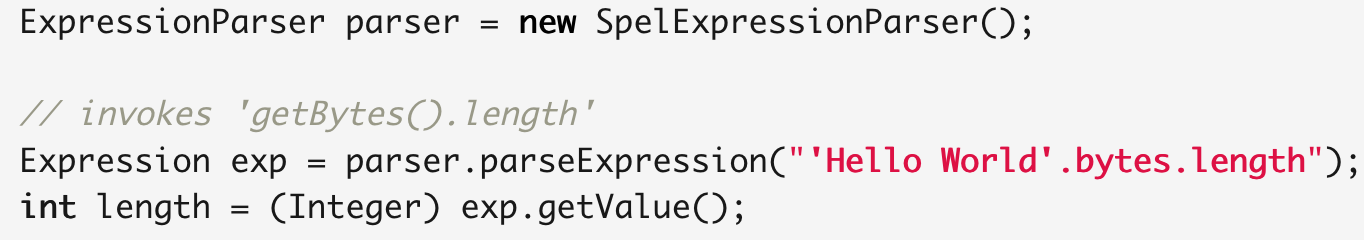 ExpressionParser parser = new SpelExpressionParser();
// invokes 'getBytes().length'
Expression exp = parser.parseExpression("'Hello World'.bytes.length");
int length = (Integer) exp.getValue();